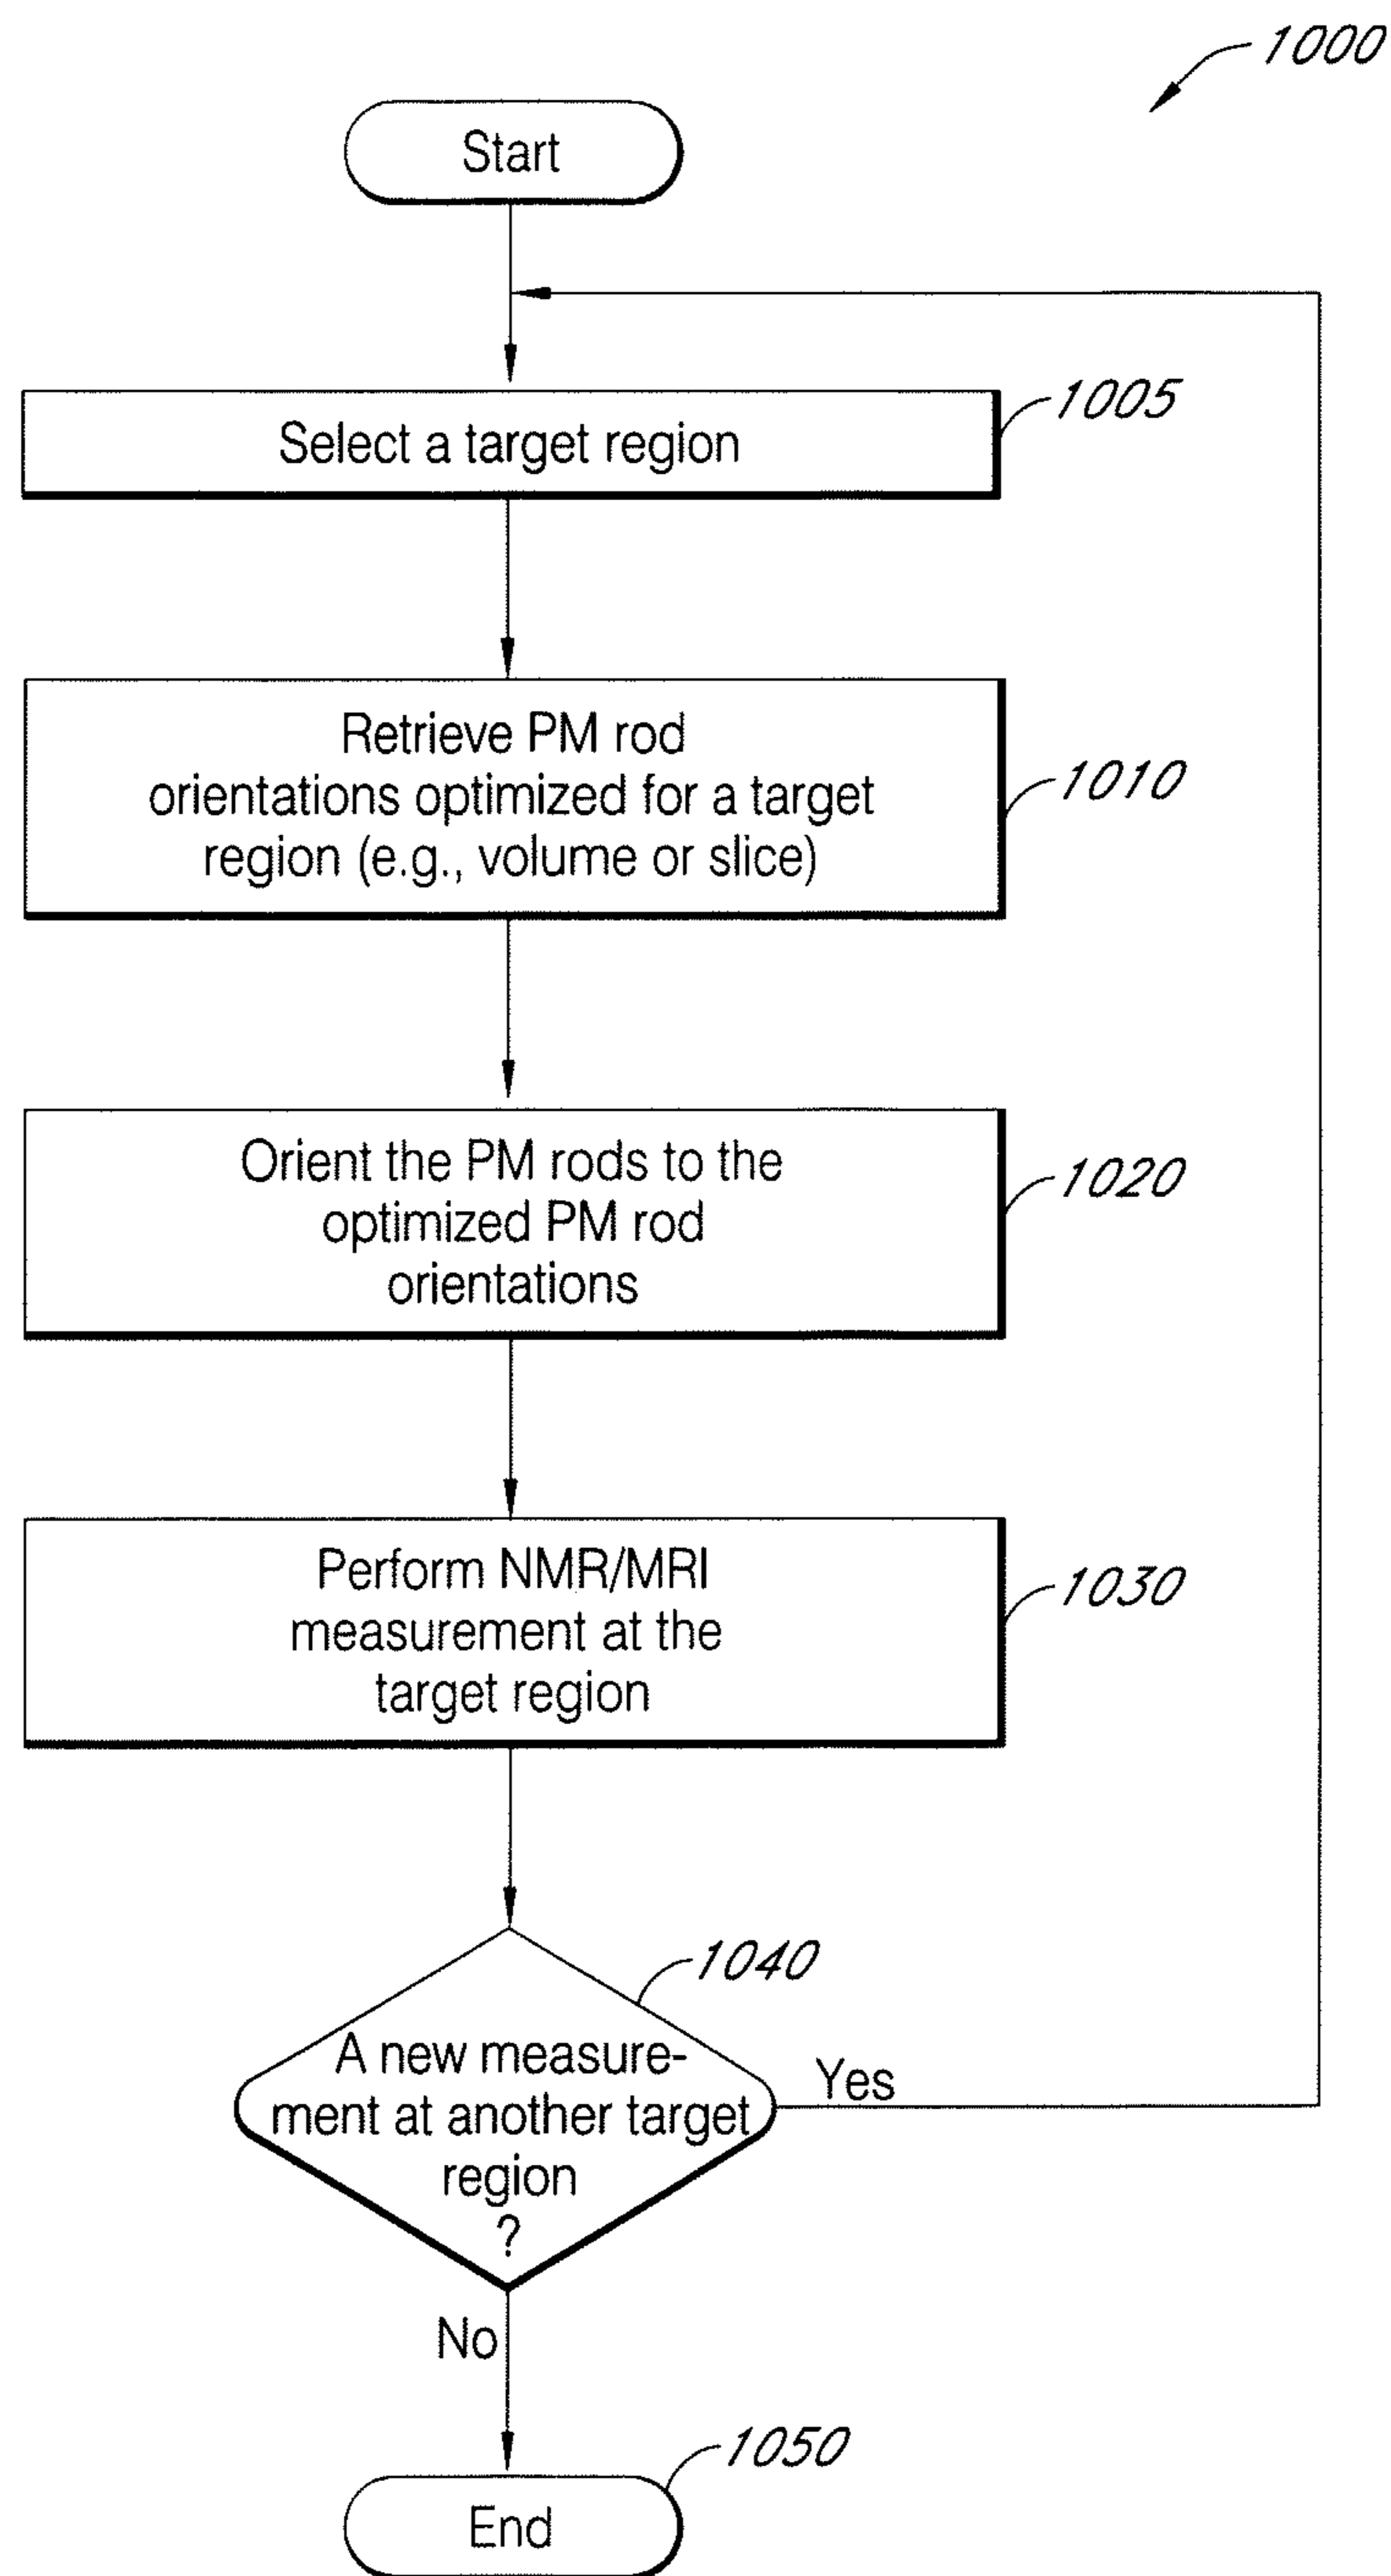 1000
Start
Select a target region
1005
Retrieve PM rod
orientations optimized for a target
region (e.g., volume or slice)
1010
Orient the PM rods to the
optimized PM rod
orientations
1020
Perform NMR/MRI
measurement at the
target region
1030
1040
A new measure-
ment at another target
region
?
Yes
No
1050
End